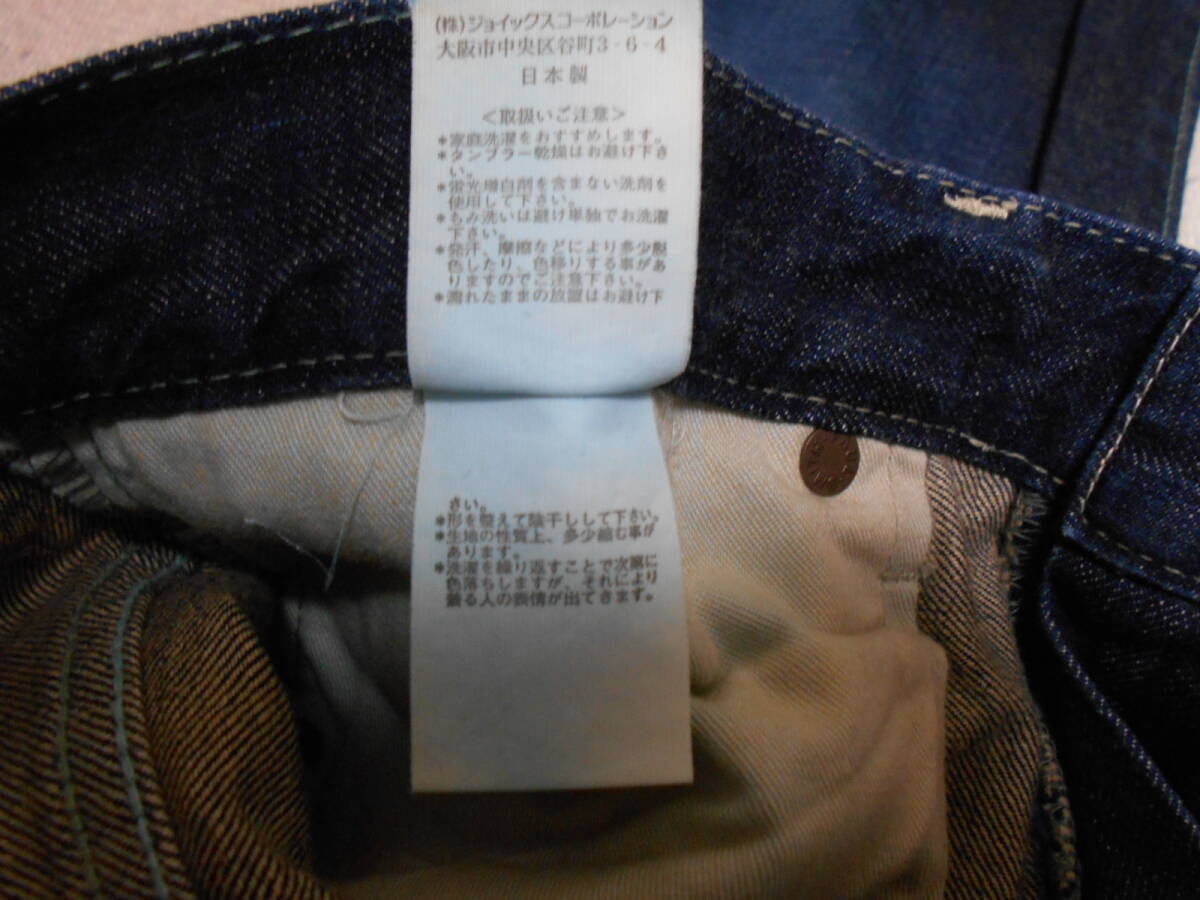 (株)ジョイックスコーポレーション
大阪市中央区谷町3-6-4
日本製
<取扱いご注意>
*家庭洗濯をおすすめします。
*タンブラー乾燥はお避け下さ
い。
*蛍光増白剤を含まない洗剤を
使用して下さい。
*もみ洗いは避け単独でお洗濯
下さい。
*発汗、摩擦などにより多少脱
色したり、色移りする事があ
りますのでご注意下さい。
*濡れたままの放置はお避け下
さい。
*形を整えて陰干しして下さい。
*生地の性質上、多少縮む事が
あります。
*洗濯を繰り返すことで次第に
色落ちしますが、それにより
着る人の表情が出てきます。